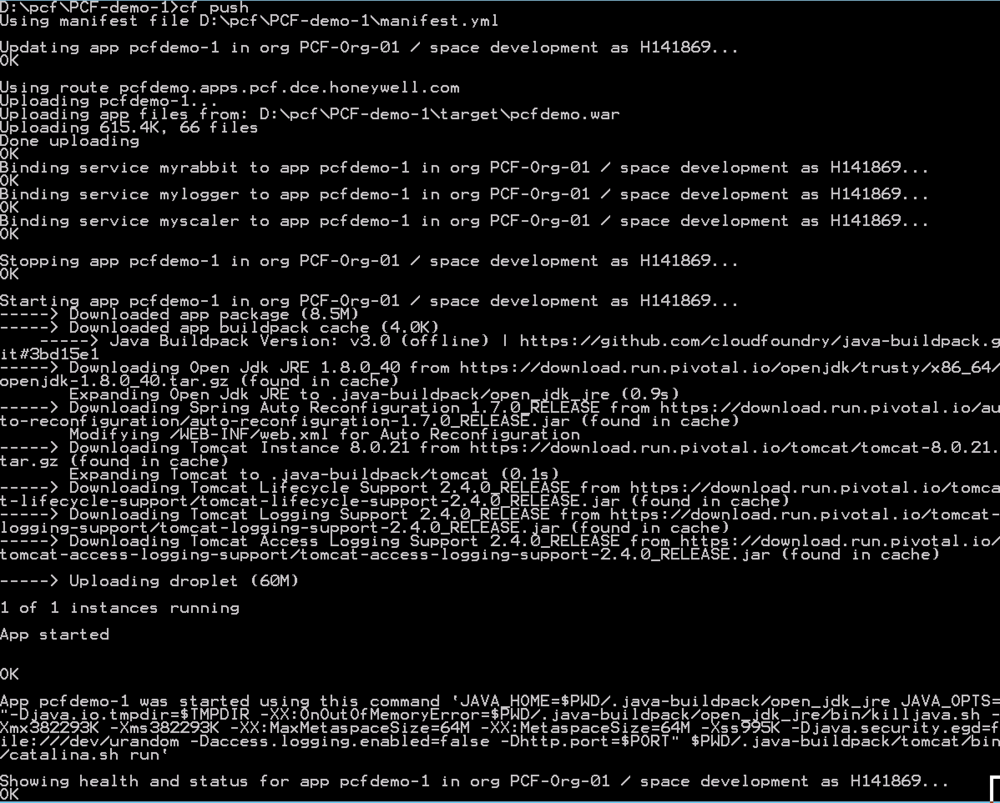 D:\pcf\PCF-demo-1>cf push
Using manifest file D:\pcf\PCF-demo-1\manifest.yml
Updating app pcfdemo-1 in org PCF-Org-01 / space development as H141869...
OK
Using route pcfdemo.apps.pcf.dce.honeywell.com
Uploading pcfdemo-1...
Uploading app files from: D:\pcf\PCF-demo-1\target\pcfdemo.war
Uploading 615.4K, 66 files
Done uploading
OK
Binding service myrabbit to app pcfdemo-1 in org PCF-Org-01 / space development as H141869...
OK
Binding service mylogger to app pcfdemo-1 in org PCF-Org-01 / space development as H141869...
OK
Binding service myscaler to app pcfdemo-1 in org PCF-Org-01 / space development as H141869...
OK
Stopping app pcfdemo-1 in org PCF-Org-01 / space development as H141869...
OK
Starting app pcfdemo-1 in org PCF-Org-01 / space development as H141869...
-----> Downloaded app package (8.5M)
-----> Downloaded app buildpack cache (4.0K)
-----> Java Buildpack Version: v3.0 (offline) | https://github.com/cloudfoundry/java-buildpack.g
it#3bd15e1
-----> Downloading Open Jdk JRE 1.8.0_40 from https://download.run.pivotal.io/openjdk/trusty/x86_64/
openjdk-1.8.0_40.tar.gz (found in cache)
Expanding Open Jdk JRE to .java-buildpack/open_jdk_jre (0.9s)
-----> Downloading Spring Auto Reconfiguration 1.7.0_RELEASE from https://download.run.pivotal.io/au
to-reconfiguration/auto-reconfiguration-1.7.0_RELEASE.jar (found in cache)
Modifying /WEB-INF/web.xml for Auto Reconfiguration
-----> Downloading Tomcat Instance 8.0.21 from https://download.run.pivotal.io/tomcat/tomcat-8.0.21.
tar.gz (found in cache)
Expanding Tomcat to .java-buildpack/tomcat (0.1s)
-----> Downloading Tomcat Lifecycle Support 2.4.0_RELEASE from https://download.run.pivotal.io/tomca
t-lifecycle-support/tomcat-lifecycle-support-2.4.0_RELEASE.jar (found in cache)
-----> Downloading Tomcat Logging Support 2.4.0_RELEASE from https://download.run.pivotal.io/tomcat-
logging-support/tomcat-logging-support-2.4.0_RELEASE.jar (found in cache)
-----> Downloading Tomcat Access Logging Support 2.4.0_RELEASE from https://download.run.pivotal.io/
tomcat-access-logging-support/tomcat-access-logging-support-2.4.0_RELEASE.jar (found in cache)
-----> Uploading droplet (60M)
1 of 1 instances running
App started
OK
App pcfdemo-1 was started using this command 'JAVA_HOME=$PWD/.java-buildpack/open_jdk_jre JAVA_OPTS=
"-Djava.io.tmpdir=$TMPDIR -XX:OnOutOfMemoryError=$PWD/.java-buildpack/open_jdk_jre/bin/killjava.sh -
Xmx382293K -Xms382293K -XX:MaxMetaspaceSize=64M -XX:MetaspaceSize=64M -Xss995K -Djava.security.egd=f
ile:///dev/urandom -Daccess.logging.enabled=false -Dhttp.port=$PORT" $PWD/.java-buildpack/tomcat/bin
/catalina.sh run'
Showing health and status for app pcfdemo-1 in org PCF-Org-01 / space development as H141869...
OK